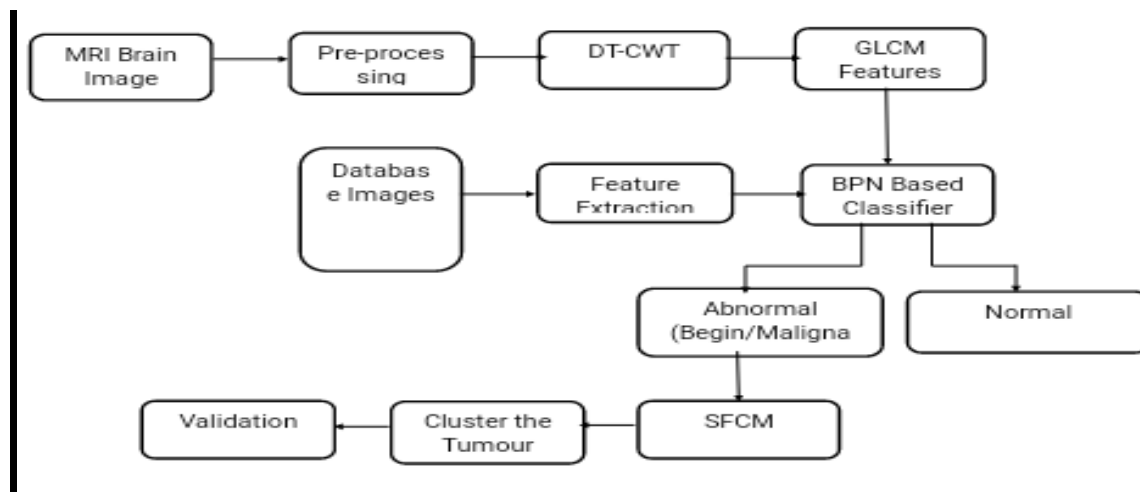 MRI Brain
Image
Pre-proces
sing
DT-CWT
GLCM
Features
Databas
e Images
Feature
Extraction
BPN Based
Classifier
Abnormal
(Begin/Maligna
Normal
Validation
Cluster the
Tumour
SFCM